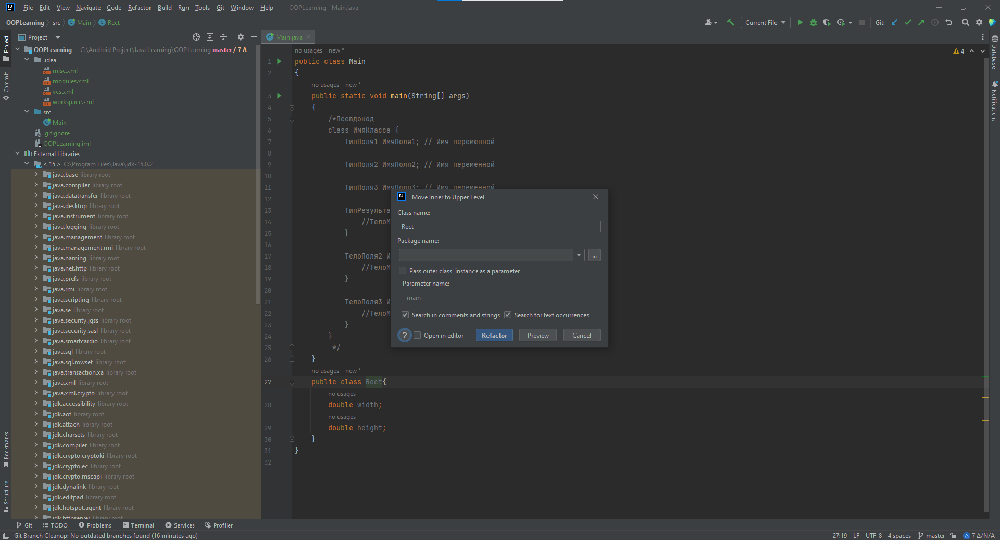 File Edit View Navigate Code Refactor Build Run Tools Git Window Help OOPLearning - Main.java
OOPLearning src Main Rect
Current File
Git:
Project
Main.java
Project
Commit
Bookmarks
Structure
Database
Notifications
OOPLearning - C:\Android Project\Java Learning\OOPLearning master / 7 Δ
.idea
misc.xml
modules.xml
vcs.xml
workspace.xml
src
Main
.gitignore
OOPLearning.iml
External Libraries
< 15 > C:\Program Files\Java\jdk-15.0.2
java.base library root
java.compiler library root
java.datatransfer library root
java.desktop library root
java.instrument library root
java.logging library root
java.management library root
java.management.rmi library root
java.naming library root
java.net.http library root
java.prefs library root
java.rmi library root
java.scripting library root
java.se library root
java.security.jgss library root
java.security.sasl library root
java.smartcardio library root
java.sql library root
java.sql.rowset library root
java.transaction.xa library root
java.xml library root
java.xml.crypto library root
jdk.accessibility library root
jdk.aot library root
jdk.attach library root
jdk.charsets library root
jdk.compiler library root
jdk.crypto.cryptoki library root
jdk.crypto.ec library root
jdk.crypto.mscapi library root
jdk.dynalink library root
jdk.editpad library root
jdk.hotspot.agent library root
jdk.httpserver library root
4
no usages new *
1 public class Main
2 {
no usages new *
3 public static void main(String[] args)
4 {
5 /*Псевдокод
6 class ИмяКласса {
7 ТипПоля1 ИмяПоля1; // Имя переменной
8
9 ТипПоля2 ИмяПоля2; // Имя переменной
10
11 ТипПоля3 ИмяПоля3; // Имя переменной
12
13 ТипРезульта
14 //ТелоМ
15 }
16
17 ТелоПоля2 И
18 //ТелоМ
19 }
20
21 ТелоПоля3 И
22 //ТелоМ
23 }
24 }
25 */
26 }
no usages new *
27 public class Rect{
no usages
28 double width;
no usages
29 double height;
30 }
31 }
32
Move Inner to Upper Level
Class name:
Rect
Package name:
...
Pass outer class' instance as a parameter
Parameter name:
main
Search in comments and strings Search for text occurrences
? Open in editor Refactor Preview Cancel
Git TODO Problems Terminal Services Profiler
Git Branch Cleanup: No outdated branches found (16 minutes ago)
27:19 LF UTF-8 4 spaces master 7 Δ/N/A